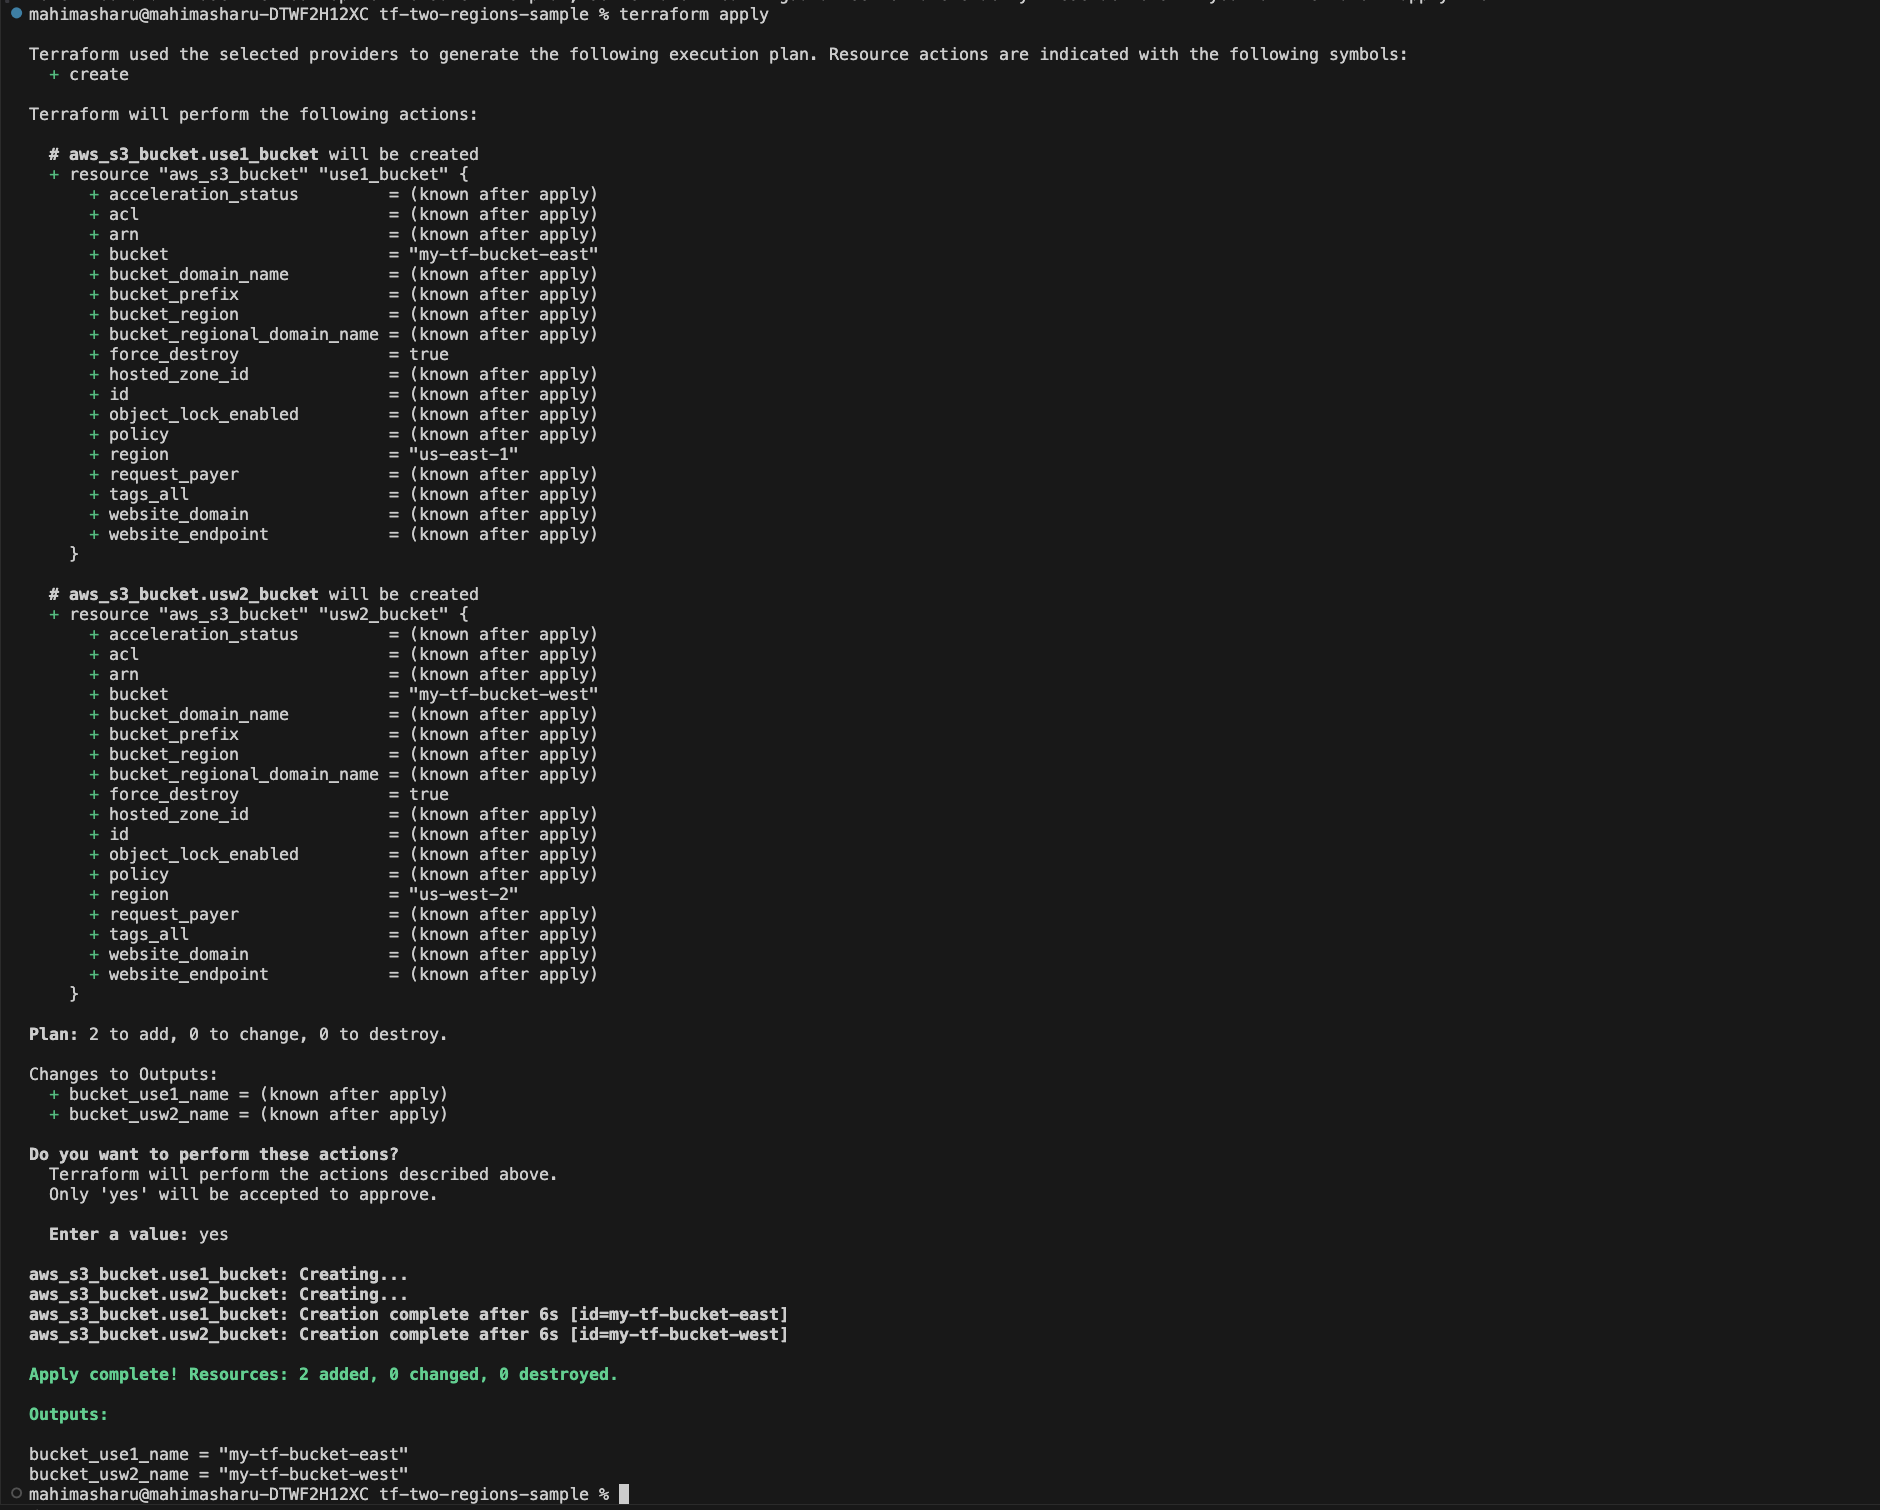 mahimasharu@mahimasharu-DTWF2H12XC tf-two-regions-sample % terraform apply
Terraform used the selected providers to generate the following execution plan. Resource actions are indicated with the following symbols:
  + create
Terraform will perform the following actions:
  # aws_s3_bucket.use1_bucket will be created
  + resource "aws_s3_bucket" "use1_bucket" {
      + acceleration_status         = (known after apply)
      + acl                         = (known after apply)
      + arn                         = (known after apply)
      + bucket                      = "my-tf-bucket-east"
      + bucket_domain_name          = (known after apply)
      + bucket_prefix               = (known after apply)
      + bucket_region               = (known after apply)
      + bucket_regional_domain_name = (known after apply)
      + force_destroy               = true
      + hosted_zone_id              = (known after apply)
      + id                          = (known after apply)
      + object_lock_enabled         = (known after apply)
      + policy                      = (known after apply)
      + region                      = "us-east-1"
      + request_payer               = (known after apply)
      + tags_all                    = (known after apply)
      + website_domain              = (known after apply)
      + website_endpoint            = (known after apply)
    }
  # aws_s3_bucket.usw2_bucket will be created
  + resource "aws_s3_bucket" "usw2_bucket" {
      + acceleration_status         = (known after apply)
      + acl                         = (known after apply)
      + arn                         = (known after apply)
      + bucket                      = "my-tf-bucket-west"
      + bucket_domain_name          = (known after apply)
      + bucket_prefix               = (known after apply)
      + bucket_region               = (known after apply)
      + bucket_regional_domain_name = (known after apply)
      + force_destroy               = true
      + hosted_zone_id              = (known after apply)
      + id                          = (known after apply)
      + object_lock_enabled         = (known after apply)
      + policy                      = (known after apply)
      + region                      = "us-west-2"
      + request_payer               = (known after apply)
      + tags_all                    = (known after apply)
      + website_domain              = (known after apply)
      + website_endpoint            = (known after apply)
    }
Plan: 2 to add, 0 to change, 0 to destroy.
Changes to Outputs:
  + bucket_use1_name = (known after apply)
  + bucket_usw2_name = (known after apply)
Do you want to perform these actions?
  Terraform will perform the actions described above.
  Only 'yes' will be accepted to approve.
  Enter a value: yes
aws_s3_bucket.use1_bucket: Creating...
aws_s3_bucket.usw2_bucket: Creating...
aws_s3_bucket.use1_bucket: Creation complete after 6s [id=my-tf-bucket-east]
aws_s3_bucket.usw2_bucket: Creation complete after 6s [id=my-tf-bucket-west]
Apply complete! Resources: 2 added, 0 changed, 0 destroyed.
Outputs:
bucket_use1_name = "my-tf-bucket-east"
bucket_usw2_name = "my-tf-bucket-west"
mahimasharu@mahimasharu-DTWF2H12XC tf-two-regions-sample %